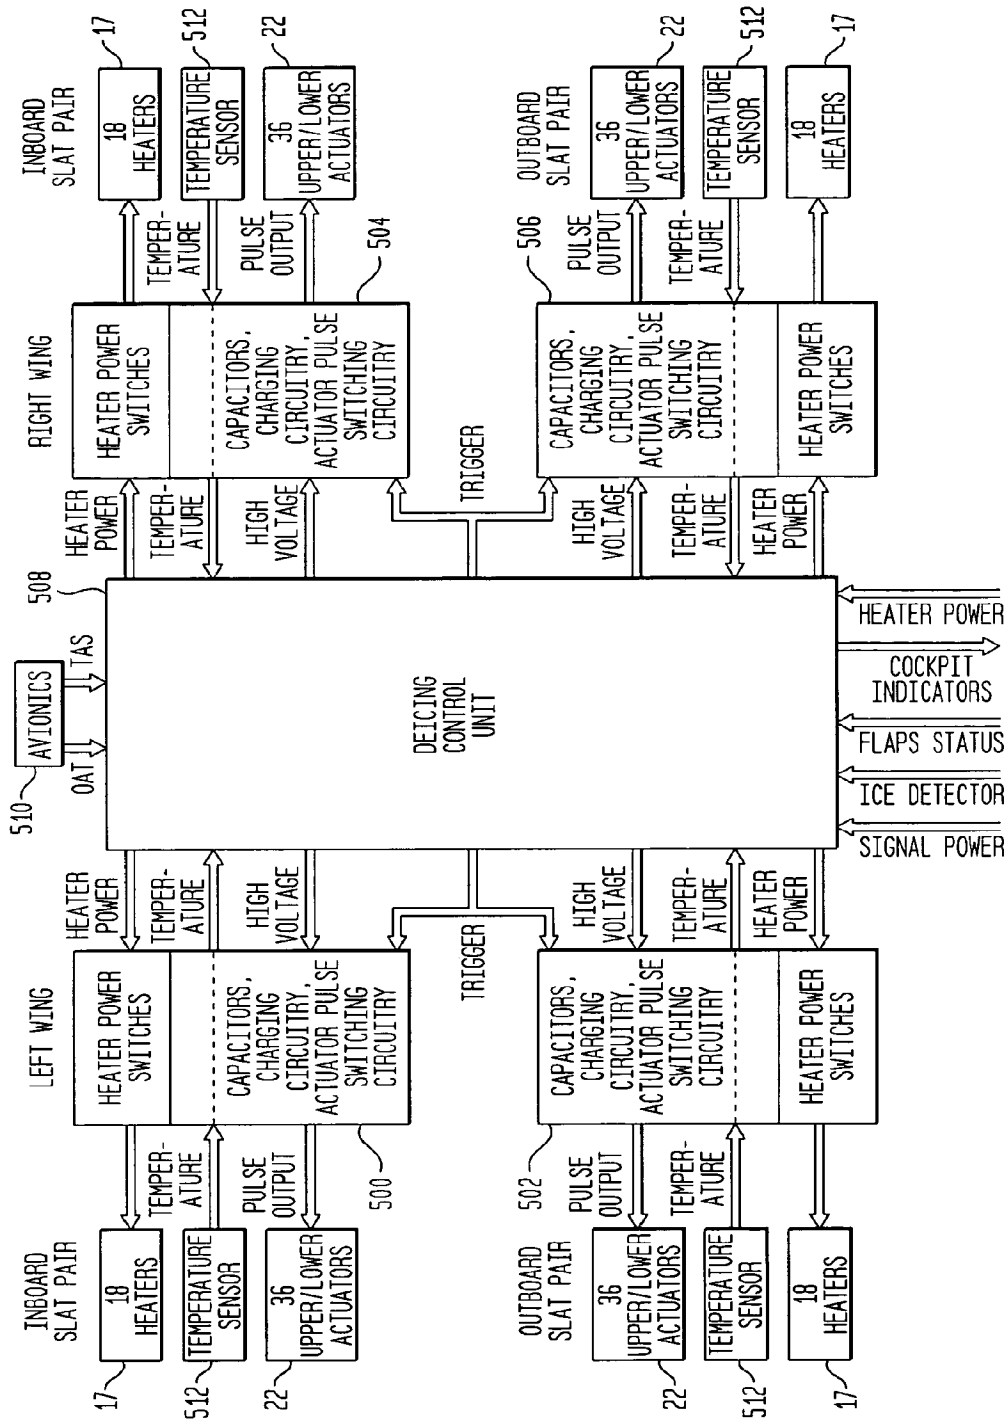 LEFT WING
RIGHT WING
INBOARD
SLAT PAIR
17
18
HEATERS
512
TEMPERATURE
SENSOR
22
36
UPPER/LOWER
ACTUATORS
TEMPER-
ATURE
PULSE
OUTPUT
HEATER POWER
SWITCHES
CAPACITORS,
CHARGING
CIRCUITRY,
ACTUATOR PULSE
SWITCHING
CIRCUITRY
500
HEATER
POWER
TEMPER-
ATURE
HIGH
VOLTAGE
TRIGGER
510
AVIONICS
OAT
TAS
508
DEICING
CONTROL
UNIT
HEATER
POWER
TEMPER-
ATURE
HIGH
VOLTAGE
TRIGGER
HEATER POWER
SWITCHES
CAPACITORS,
CHARGING
CIRCUITRY,
ACTUATOR PULSE
SWITCHING
CIRCUITRY
504
TEMPER-
ATURE
PULSE
OUTPUT
INBOARD
SLAT PAIR
18
HEATERS
17
TEMPERATURE
SENSOR
512
36
UPPER/LOWER
ACTUATORS
22
OUTBOARD
SLAT PAIR
36
UPPER/LOWER
ACTUATORS
22
TEMPERATURE
SENSOR
512
18
HEATERS
17
PULSE
OUTPUT
TEMPER-
ATURE
502
CAPACITORS,
CHARGING
CIRCUITRY,
ACTUATOR PULSE
SWITCHING
CIRCUITRY
HEATER POWER
SWITCHES
HIGH
VOLTAGE
TEMPER-
ATURE
HEATER
POWER
SIGNAL POWER
ICE DETECTOR
FLAPS STATUS
COCKPIT
INDICATORS
HEATER POWER
HIGH
VOLTAGE
TEMPER-
ATURE
HEATER
POWER
506
CAPACITORS,
CHARGING
CIRCUITRY,
ACTUATOR PULSE
SWITCHING
CIRCUITRY
HEATER POWER
SWITCHES
PULSE
OUTPUT
TEMPER-
ATURE
OUTBOARD
SLAT PAIR
36
UPPER/LOWER
ACTUATORS
22
TEMPERATURE
SENSOR
512
18
HEATERS
17